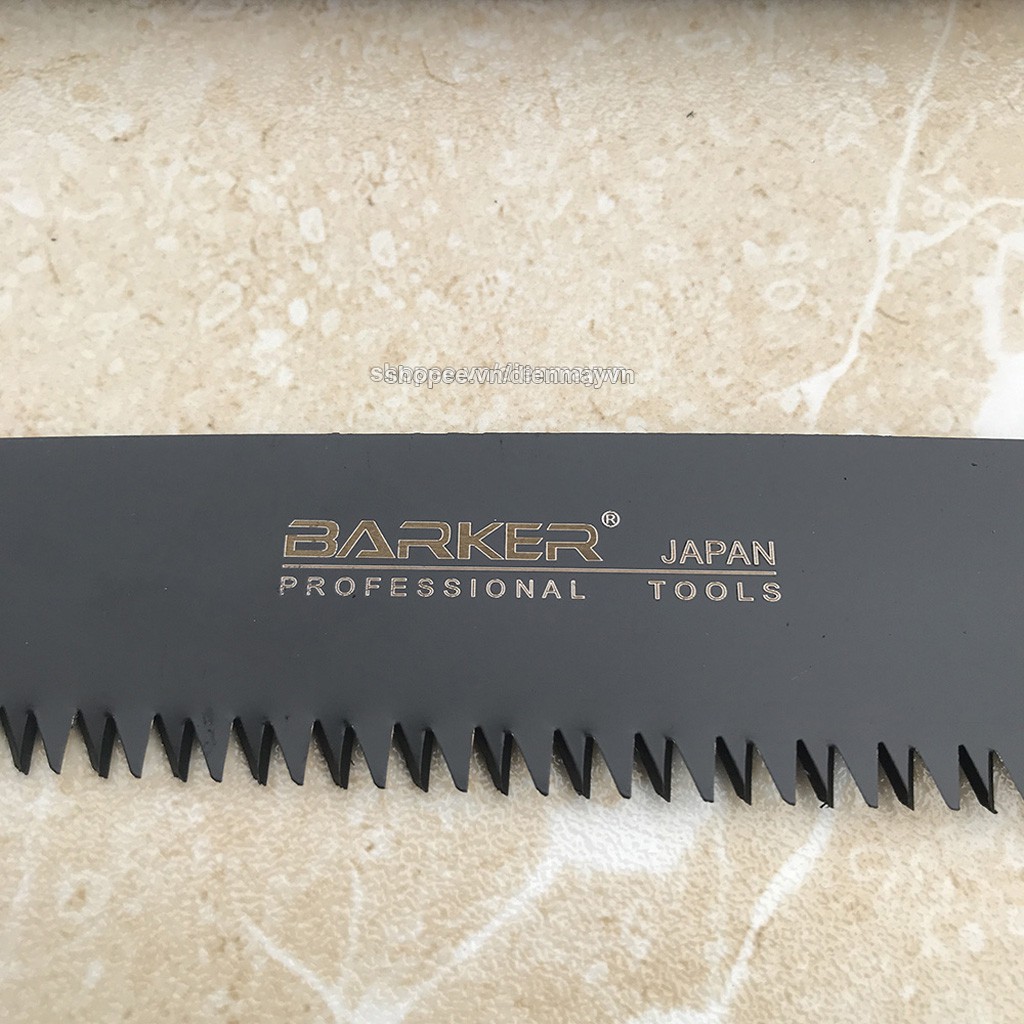 shopee.vn/dienmayvn
BARKER® JAPAN
PROFESSIONAL TOOLS